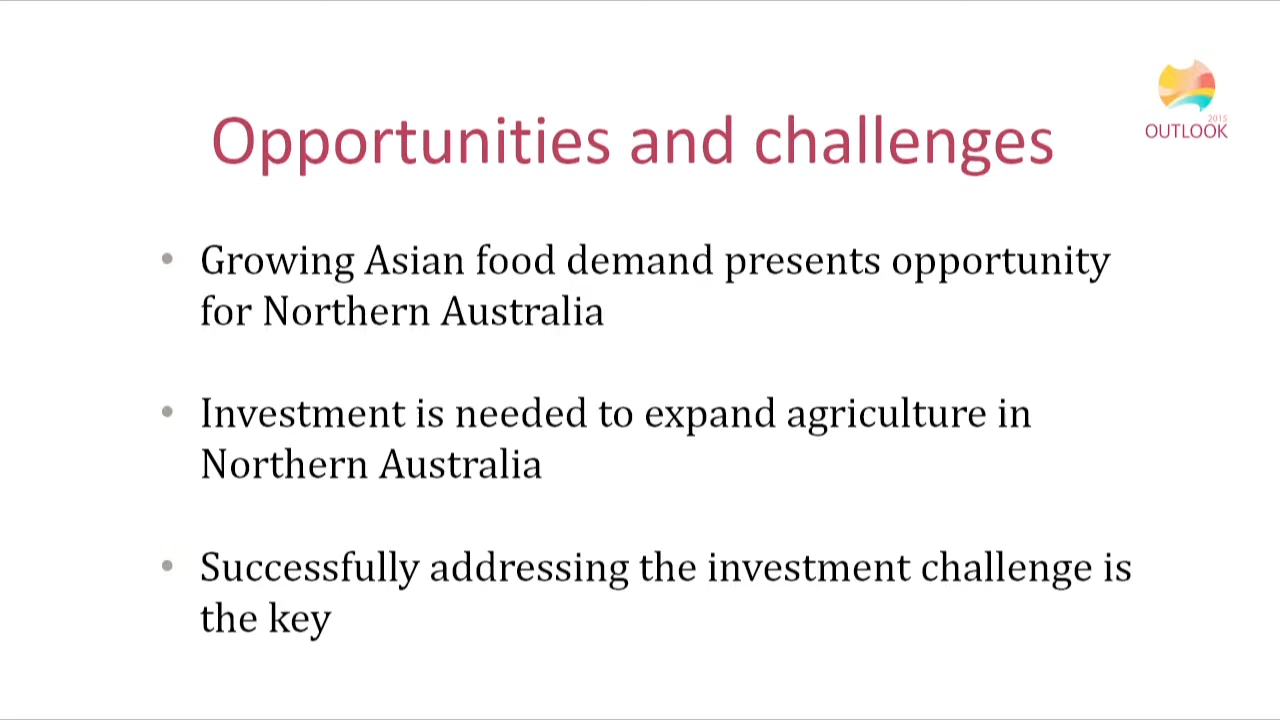 2015
OUTLOOK
Opportunities and challenges
• Growing Asian food demand presents opportunity
for Northern Australia
• Investment is needed to expand agriculture in
Northern Australia
• Successfully addressing the investment challenge is
the key